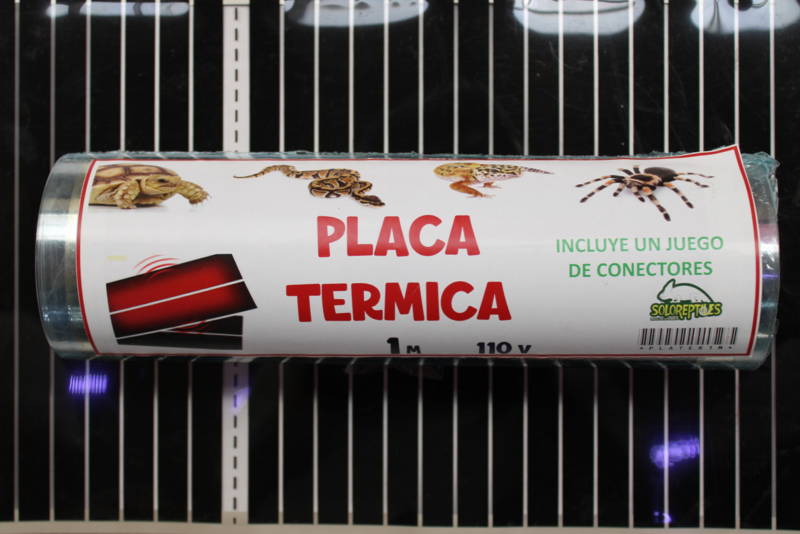 PLACA
TERMICA
1 M 110 V
INCLUYE UN JUEGO
DE CONECTORES
SOLOREPTILES